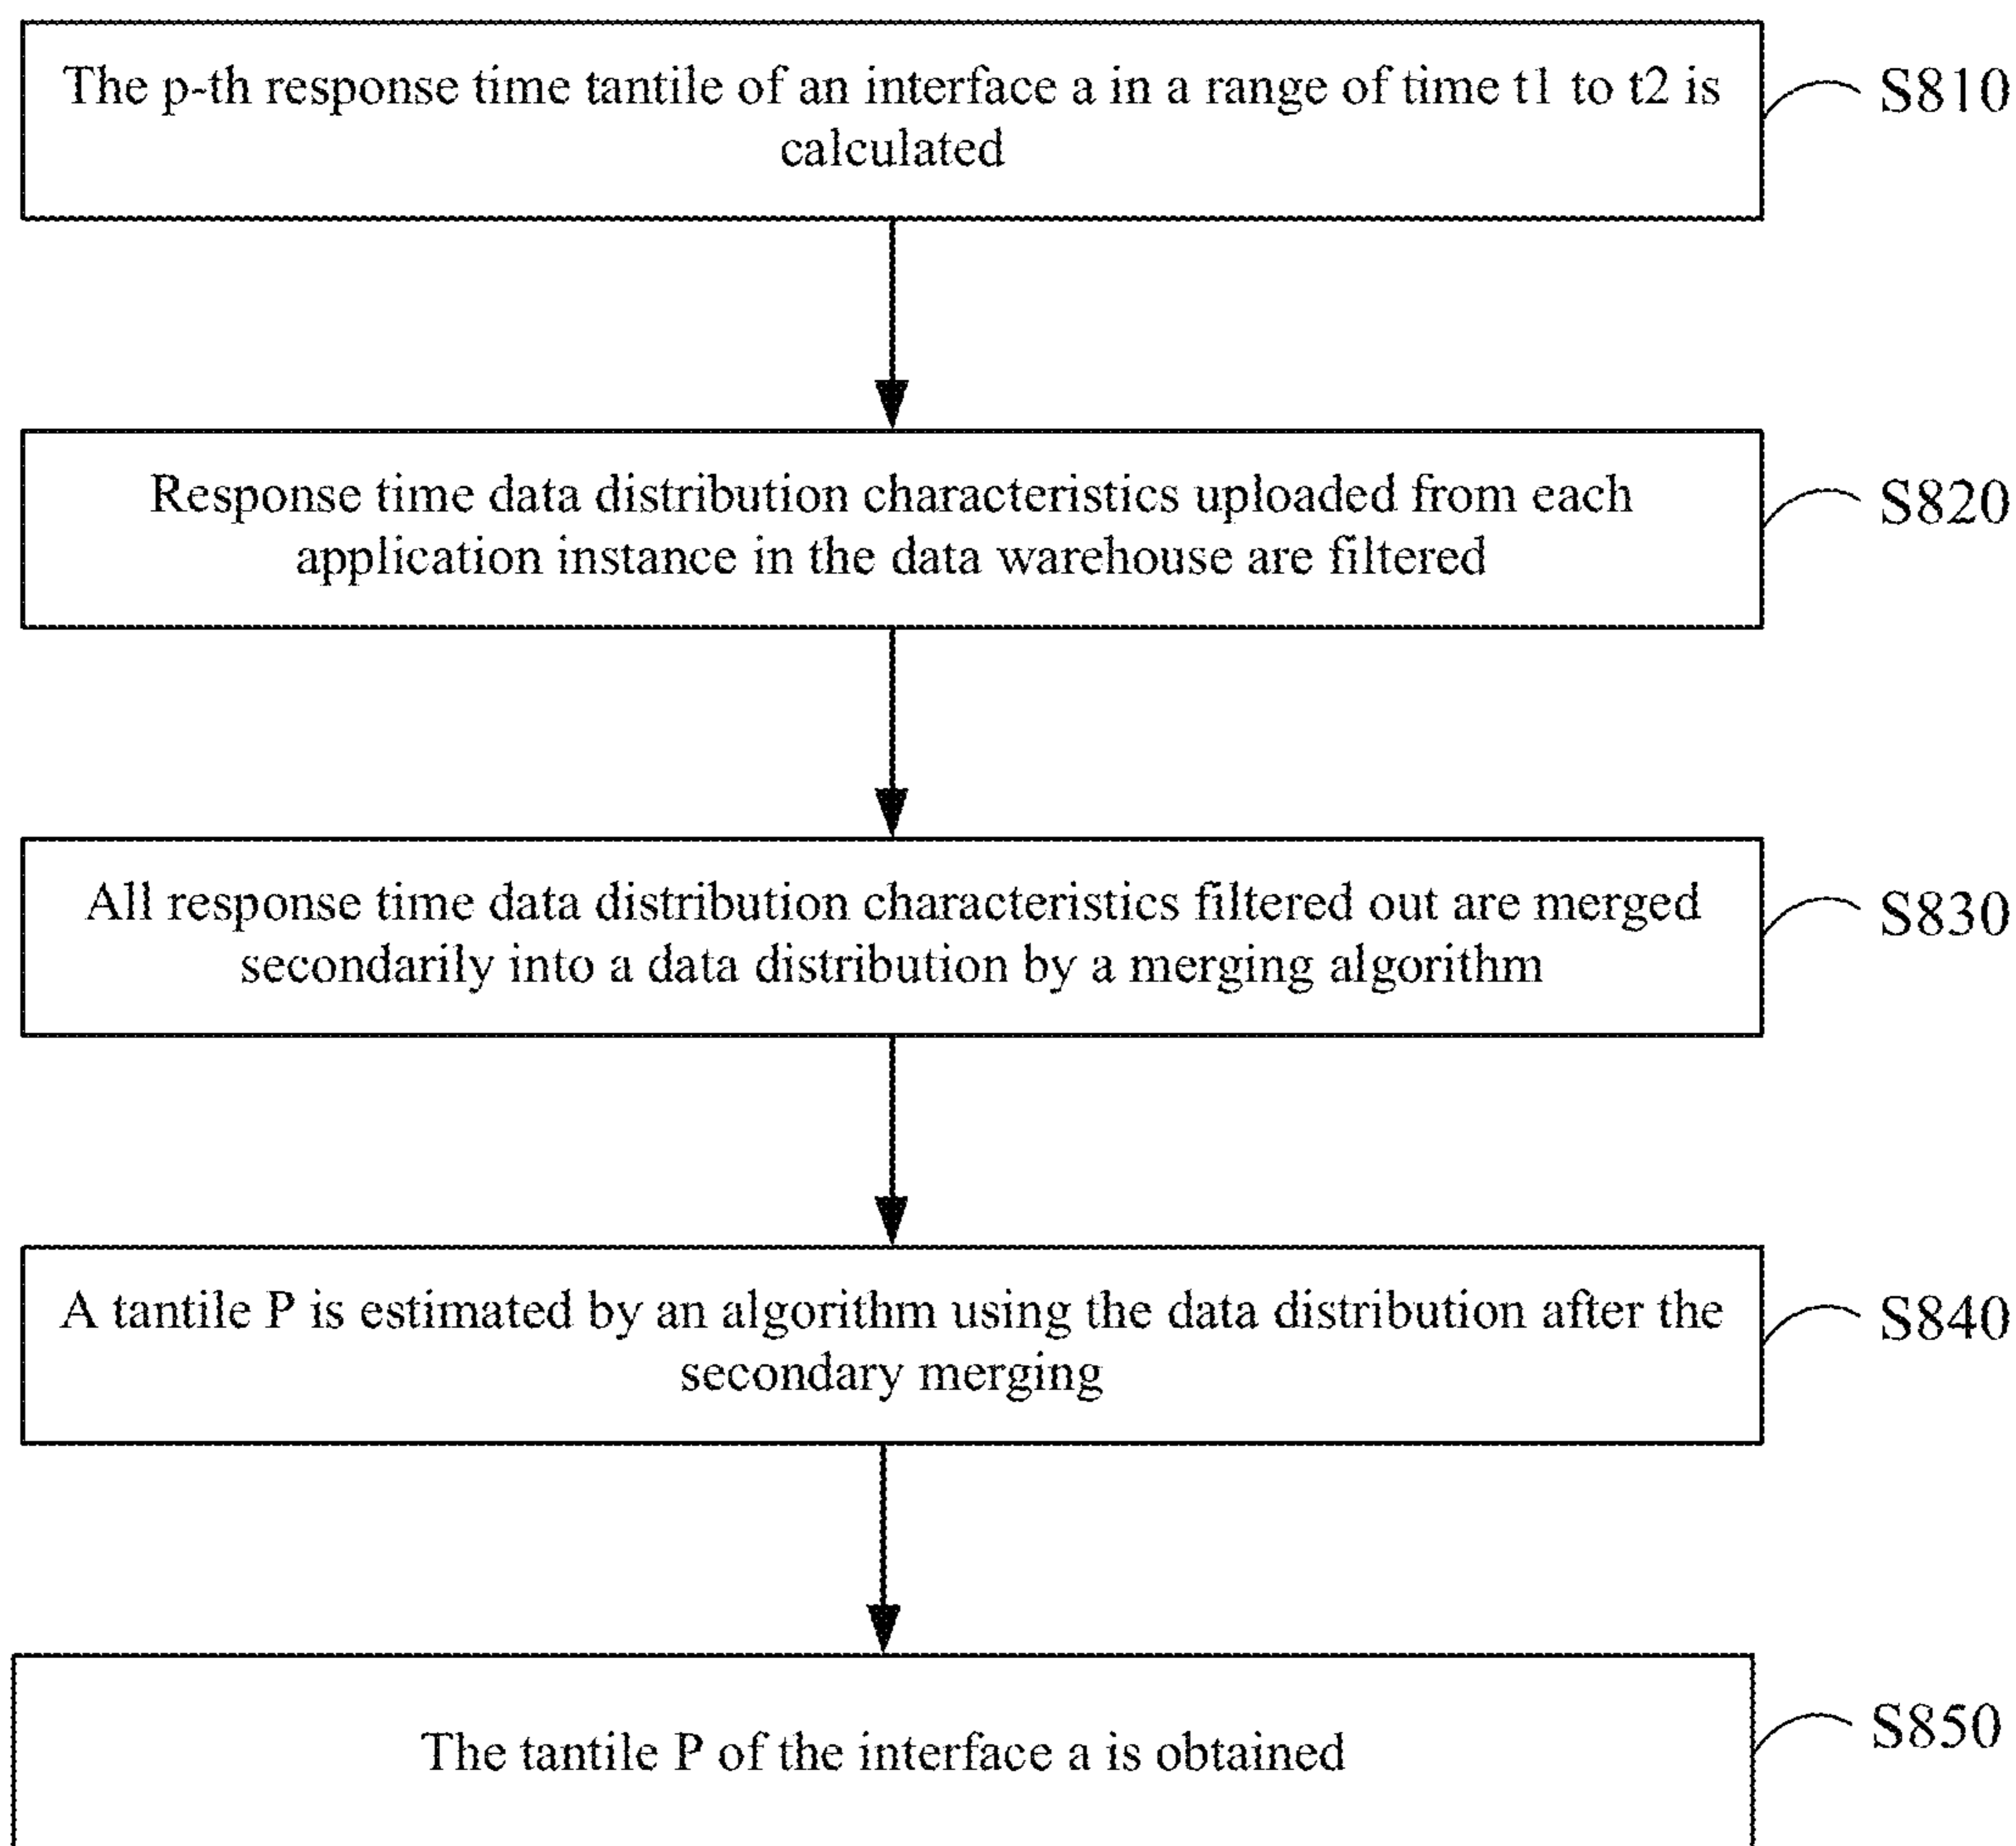 The p-th response time tantile of an interface a in a range of time t1 to t2 is
calculated
S810
Response time data distribution characteristics uploaded from each
application instance in the data warehouse are filtered
S820
All response time data distribution characteristics filtered out are merged
secondarily into a data distribution by a merging algorithm
S830
A tantile P is estimated by an algorithm using the data distribution after the
secondary merging
S840
The tantile P of the interface a is obtained
S850